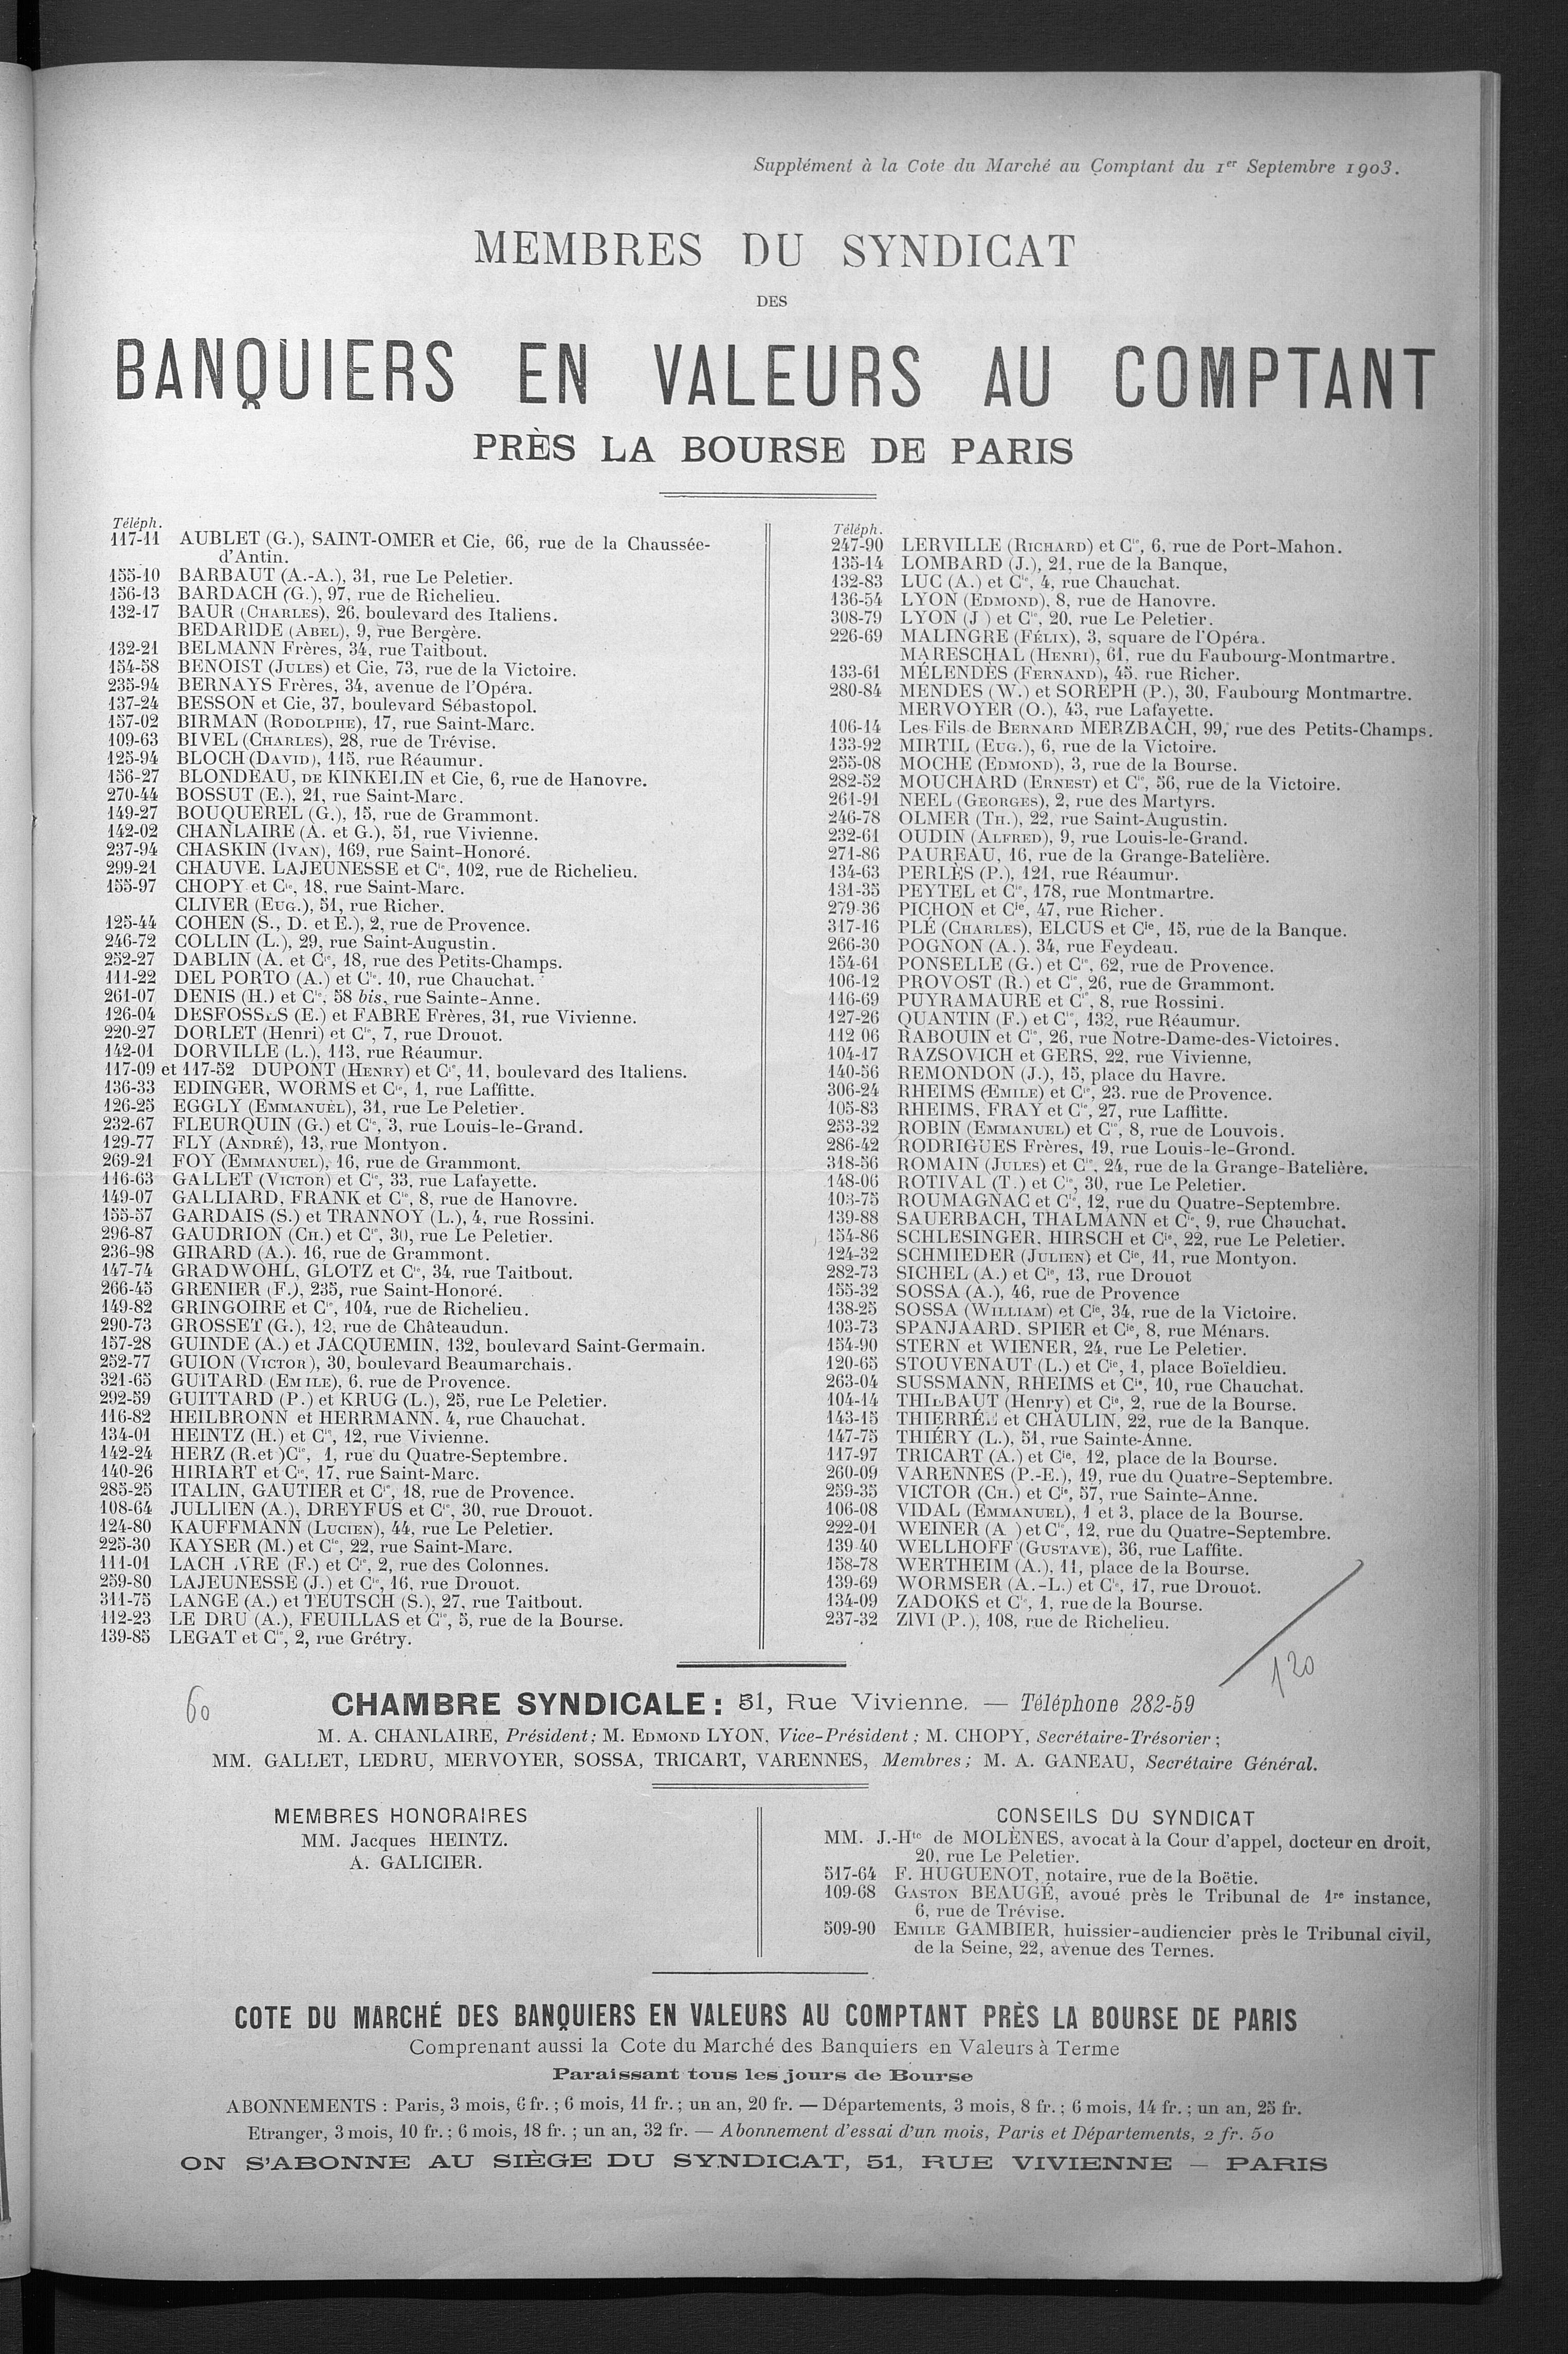 Supplément à la Cote du Marché au Comptant du 1er Septembre 1903.
MEMBRES DU SYNDICAT
DES
BANQUIERS EN VALEURS AU COMPTANT
PRÈS LA BOURSE DE PARIS
Téléph.
117-11 AUBLET (G.), SAINT-OMER et Cie, 66, rue de la Chaussée-
d'Antin.
155-10 BARBAUT (A.-A.), 31, rue Le Peletier.
156-13 BARDACH (G.), 97, rue de Richelieu.
132-17 BAUR (CHARLES), 26, boulevard des Italiens.
BEDARIDE (ABEL), 9, rue Bergère.
132-21 BELMANN Frères, 34, rue Taitbout.
154-58 BENOIST (JULES) et Cie, 73, rue de la Victoire.
235-94 BERNAYS Frères, 34, avenue de l'Opéra.
137-24 BESSON et Cie, 37, boulevard Sébastopol.
157-02 BIRMAN (RODOLPHE), 17, rue Saint-Marc.
109-63 BIVEL (CHARLES), 28, rue de Trévise.
125-94 BLOCH (DAVID), 115, rue Réaumur.
156-27 BLONDEAU, DE KINKELIN et Cie, 6, rue de Hanovre.
270-44 BOSSUT (E.), 21, rue Saint-Marc.
149-27 BOUQUEREL (G.), 15, rue de Grammont.
142-02 CHANLAIRE (A. et G.), 51, rue Vivienne.
237-94 CHASKIN (IVAN), 169, rue Saint-Honoré.
299-21 CHAUVE, LAJEUNESSE et Cie, 102, rue de Richelieu.
155-97 CHOPY et Cie, 18, rue Saint-Marc.
CLIVER (EUG.), 51, rue Richer.
125-44 COHEN (S., D. et E.), 2, rue de Provence.
246-72 COLLIN (L.), 29, rue Saint-Augustin.
252-27 DABLIN (A. et Cie, 18, rue des Petits-Champs.
111-22 DEL PORTO (A.) et Cie. 10, rue Chauchat.
261-07 DENIS (H.) et Cie, 58 bis, rue Sainte-Anne.
126-04 DESFOSSES (E.) et FABRE Frères, 31, rue Vivienne.
220-27 DORLET (Henri) et Cie, 7, rue Drouot.
142-01 DORVILLE (L.), 113, rue Réaumur.
117-09 et 117-52 DUPONT (HENRY) et Cie, 11, boulevard des Italiens.
136-33 EDINGER, WORMS et Cie, 1, rue Laffitte.
126-25 EGGLY (EMMANUEL), 31, rue Le Peletier.
232-67 FLEURQUIN (G.) et Cie, 3, rue Louis-le-Grand.
129-77 FLY (ANDRÉ), 13, rue Montyon.
269-21 FOY (EMMANUEL), 16, rue de Grammont.
116-63 GALLET (VICTOR) et Cie, 33, rue Lafayette.
149-07 GALLIARD, FRANK et Cie, 8, rue de Hanovre.
155-57 GARDAIS (S.) et TRANNOY (L.), 4, rue Rossini.
296-87 GAUDRION (CH.) et Cie, 30, rue Le Peletier.
236-98 GIRARD (A.). 16, rue de Grammont.
147-74 GRADWOHL, GLOTZ et Cie, 34, rue Taitbout.
266-45 GRENIER (F.), 235, rue Saint-Honoré.
149-82 GRINGOIRE et Cie, 104, rue de Richelieu.
290-73 GROSSET (G.), 12, rue de Châteaudun.
157-28 GUINDE (A.) et JACQUEMIN, 132, boulevard Saint-Germain.
252-77 GUION (VICTOR), 30, boulevard Beaumarchais.
321-65 GUITARD (EMILE), 6, rue de Provence.
292-59 GUITTARD (P.) et KRUG (L.), 25, rue Le Peletier.
116-82 HEILBRONN et HERRMANN. 4, rue Chauchat.
134-01 HEINTZ (H.) et Cie, 12, rue Vivienne.
142-24 HERZ (R.et )Cie, 1, rue du Quatre-Septembre.
140-26 HIRIART et Cie, 17, rue Saint-Marc.
285-25 ITALIN, GAUTIER et Cie, 18, rue de Provence.
108-64 JULLIEN (A.), DREYFUS et Cie, 30, rue Drouot.
124-80 KAUFFMANN (LUCIEN), 44, rue Le Peletier.
225-30 KAYSER (M.) et Cie, 22, rue Saint-Marc.
111-01 (F.) et Cie, 2, rue des Colonnes.
259-80 LAJEUNESSE (J.) et Cie, 16, rue Drouot.
311-75 LANGE (A.) et TEUTSCH (S.), 27, rue Taitbout.
112-23 LE DRU (A.), FEUILLAS et Cie, 5, rue de la Bourse.
139-85 LEGAT et Cie, 2, rue Grétry.
Téléph.
247-90 LERVILLE (RICHARD) et Cie, 6, rue de Port-Mahon.
135-14 LOMBARD (J.), 21, rue de la Banque,
132-83 LUC (A.) et Cie, 4, rue Chauchat.
136-54 LYON (EDMOND), 8, rue de Hanovre.
308-79 LYON (J ) et Cie, 20, rue Le Peletier.
226-69 MALINGRE (FÉLIX), 3, square de l'Opéra.
MARESCHAL (HENRI), 61, rue du Faubourg-Montmartre.
133-61 MÉLENDÈS (FERNAND), 45, rue Richer.
280-84 MENDES (W.) et SOREPH (P.), 30, Faubourg Montmartre.
MERVOYER (O.), 43, rue Lafayette.
106-14 Les Fils de BERNARD MERZBACH, 99, rue des Petits-Champs.
133-92 MIRTIL (EUG.), 6, rue de la Victoire.
255-08 MOCHE (EDMOND), 3, rue de la Bourse.
282-52 MOUCHARD (ERNEST) et Cie, 56, rue de la Victoire.
261-91 NEEL (GEORGES), 2, rue des Martyrs.
246-78 OLMER (TH.), 22, rue Saint-Augustin.
232-61 OUDIN (ALFRED), 9, rue Louis-le-Grand.
271-86 PAUREAU, 16, rue de la Grange-Batelière.
134-63 PERLÈS (P.), 121, rue Réaumur.
131-35 PEYTEL et Cie, 178, rue Montmartre.
279-36 PICHON et Cie, 47, rue Richer.
317-16 PLÉ (CHARLES), ELCUS et Cie, 15, rue de la Banque.
266-30 POGNON (A.). 34, rue Feydeau.
154-61 PONSELLE (G.) et Cie, 62, rue de Provence.
106-12 PROVOST (R.) et Cie, 26, rue de Grammont.
116-69 PUYRAMAURE et Cie, 8, rue Rossini.
127-26 QUANTIN (F.) et Cie, 132, rue Réaumur.
112 06 RABOUIN et Cie, 26, rue Notre-Dame-des-Victoires.
104-17 RAZSOVICH et GERS, 22, rue Vivienne,
140-56 REMONDON (J.), 15, place du Havre.
306-24 RHEIMS (EMILE) et Cie, 23. rue de Provence.
105-83 RHEIMS, FRAY et Cie, 27, rue Laffitte.
253-32 ROBIN (EMMANUEL) et Cie, 8, rue de Louvois.
286-42 RODRIGUES Frères, 19, rue Louis-le-Grond.
318-56 ROMAIN (JULES) et Cie, 24, rue de la Grange-Batelière.
148-06 ROTIVAL (T.) et Cie, 30, rue Le Peletier.
103-75 ROUMAGNAC et Cie, 12, rue du Quatre-Septembre.
139-88 SAUERBACH, THALMANN et Cie, 9, rue Chauchat.
154-86 SCHLESINGER, HIRSCH et Cie, 22, rue Le Peletier.
124-32 SCHMIEDER (JULIEN) et Cie, 11, rue Montyon.
282-73 SICHEL (A.) et Cie, 13, rue Drouot
155-32 SOSSA (A.), 46, rue de Provence
138-25 SOSSA (WILLIAM) et Cie, 34, rue de la Victoire.
103-73 SPANJAARD, SPIER et Cie, 8, rue Ménars.
154-90 STERN et WIENER, 24, rue Le Peletier.
120-65 STOUVENAUT (L.) et Cie, 1, place Boïeldieu.
263-04 SUSSMANN, RHEIMS et Cie, 10, rue Chauchat.
104-14 THIEBAUT (Henry) et Cie, 2, rue de la Bourse.
143-15 et CHAULIN, 22, rue de la Banque.
147-75 THIÉRY (L.), 51, rue Sainte-Anne.
117-97 TRICART (A.) et Cie, 12, place de la Bourse.
260-09 VARENNES (P.-E.), 19, rue du Quatre-Septembre.
259-35 VICTOR (CH.) et Cie, 57, rue Sainte-Anne.
106-08 VIDAL (EMMANUEL), 1 et 3, place de la Bourse.
222-01 WEINER (A ) et Cie, 12, rue du Quatre-Septembre.
139-40 WELLHOFF (GUSTAVE), 36, rue Laffite.
158-78 WERTHEIM (A.), 11, place de la Bourse.
139-69 WORMSER (A.-L.) et Cie, 17, rue Drouot.
134-09 ZADOKS et Cie, 1, rue de la Bourse.
237-32 ZIVI (P.), 108, rue de Richelieu.
120
60
CHAMBRE SYNDICALE : 51, Rue Vivienne. — Téléphone 282-59
M. A. CHANLAIRE, Président ; M. EDMOND LYON, Vice-Président ; M. CHOPY, Secrétaire-Trésorier ;
MM. GALLET, LEDRU, MERVOYER, SOSSA, TRICART, VARENNES, Membres ; M. A. GANEAU, Secrétaire Général.
MEMBRES HONORAIRES
MM. Jacques HEINTZ.
A. GALICIER.
CONSEILS DU SYNDICAT
MM. J.-Hte de MOLÈNES, avocat à la Cour d'appel, docteur en droit,
20, rue Le Peletier.
517-64 F. HUGUENOT, notaire, rue de la Boëtie.
109-68 GASTON BEAUGÉ, avoué près le Tribunal de 1re instance,
6, rue de Trévise.
509-90 EMILE GAMBIER, huissier-audiencier près le Tribunal civil,
de la Seine, 22, avenue des Ternes.
COTE DU MARCHÉ DES BANQUIERS EN VALEURS AU COMPTANT PRÈS LA BOURSE DE PARIS
Comprenant aussi la Cote du Marché des Banquiers en Valeurs à Terme
Paraissant tous les jours de Bourse
ABONNEMENTS : Paris, 3 mois, 6 fr. ; 6 mois, 11 fr. ; un an, 20 fr. — Départements, 3 mois, 8 fr. ; 6 mois, 14 fr. ; un an, 25 fr.
Etranger, 3 mois, 10 fr. ; 6 mois, 18 fr. ; un an, 32 fr. — Abonnement d'essai d'un mois, Paris et Départements, 2 fr. 50
ON S'ABONNE AU SIÈGE DU SYNDICAT, 51, RUE VIVIENNE — PARIS